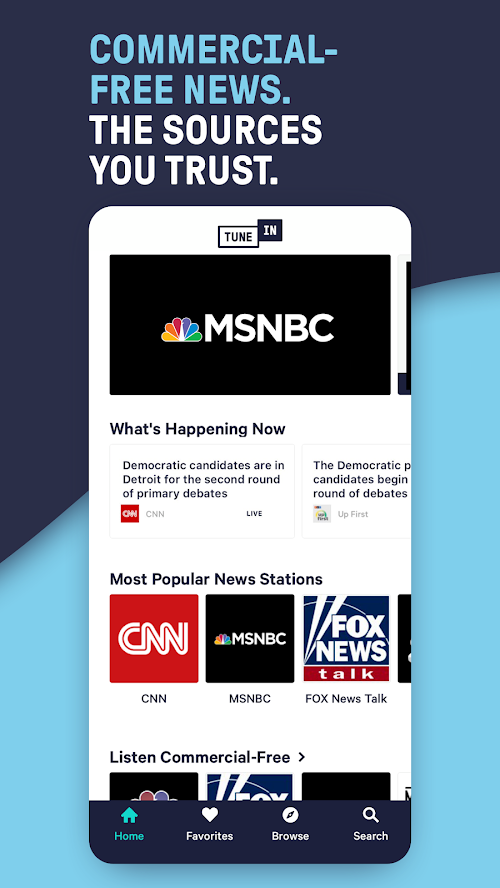 COMMERCIAL-
FREE NEWS.
THE SOURCES
YOU TRUST.
TUNE IN
MSNBC
What's Happening Now
Democratic candidates are in
Detroit for the second round
of primary debates
CNN CNN
LIVE
The Democratic p
candidates begin
round of debates
Up First
Most Popular News Stations
CNN
MSNBC
FOX
NEWS
talk
CNN
MSNBC
FOX News Talk
Listen Commercial-Free >
FOX
Home
Favorites
Browse
Search